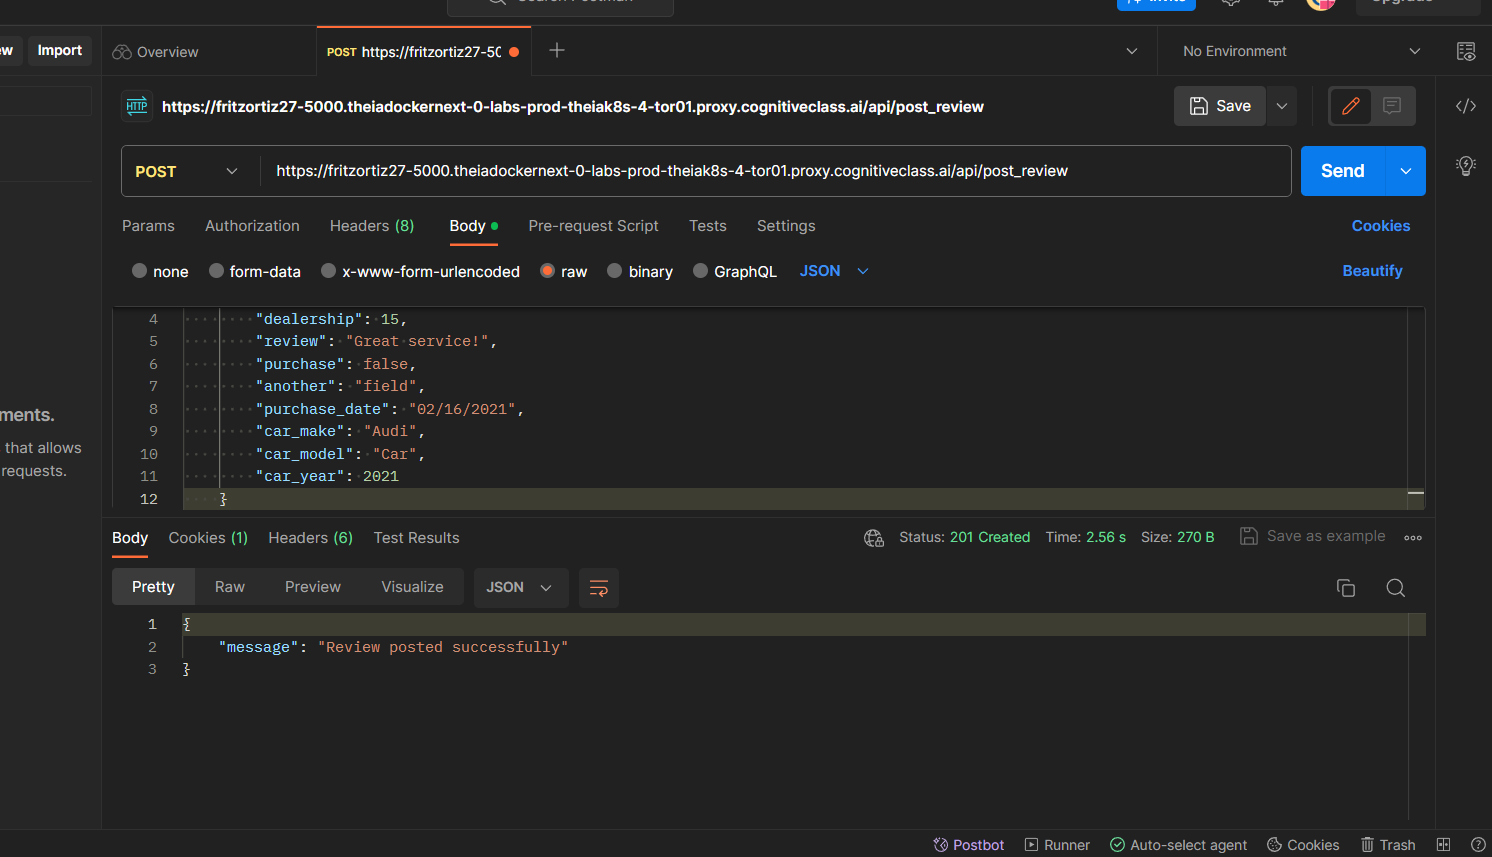 Search Postman
Invite
Upgrade
ew
Import
Overview
POST https://fritzortiz27-50
No Environment
HTTP
https://fritzortiz27-5000.theiadockernext-0-labs-prod-theiak8s-4-tor01.proxy.cognitiveclass.ai/api/post_review
Save
POST
https://fritzortiz27-5000.theiadockernext-0-labs-prod-theiak8s-4-tor01.proxy.cognitiveclass.ai/api/post_review
Send
Params Authorization Headers (8) Body Pre-request Script Tests Settings Cookies
none form-data x-www-form-urlencoded raw binary GraphQL JSON Beautify
4 "dealership": 15,
5 "review": "Great service!",
6 "purchase": false,
7 "another": "field",
8 "purchase_date": "02/16/2021",
9 "car_make": "Audi",
10 "car_model": "Car",
11 "car_year": 2021
12 }
ments.
that allows
requests.
Body Cookies (1) Headers (6) Test Results Status: 201 Created Time: 2.56 s Size: 270 B Save as example
Pretty Raw Preview Visualize JSON
1 {
2 "message": "Review posted successfully"
3 }
Postbot Runner Auto-select agent Cookies Trash